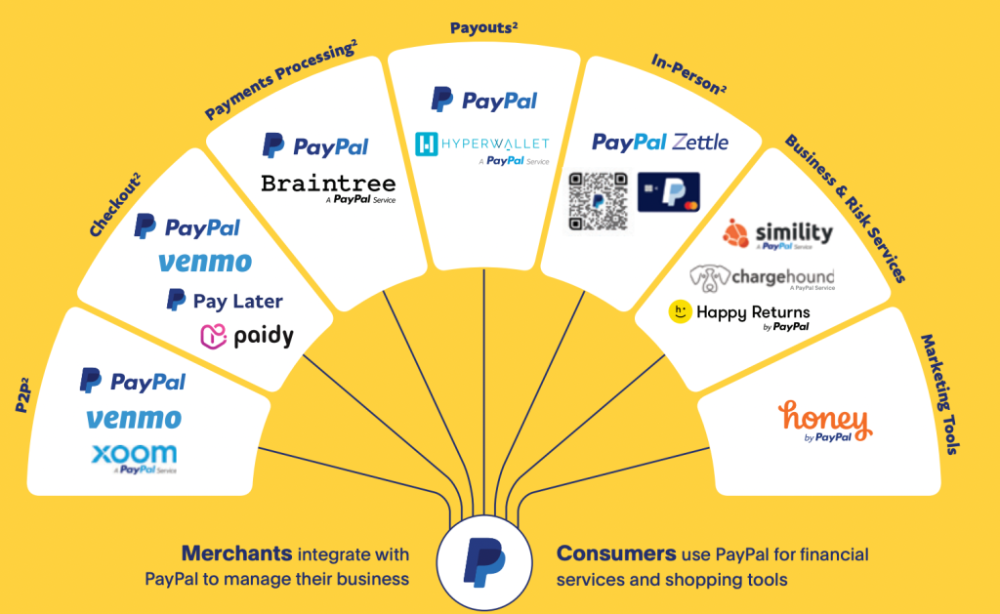 P2P²
PayPal
venmo
xoom
A PayPal Service
Checkout²
PayPal
venmo
Pay Later
paidy
Payments Processing²
PayPal
Braintree
A PayPal Service
Payouts²
PayPal
HYPERWALLET
A PayPal Service
In-Person²
PayPal Zettle
Business & Risk Services
simility
A PayPal Service
chargehound
A PayPal Service
Happy Returns
by PayPal
Marketing Tools
honey
by PayPal
Merchants integrate with
PayPal to manage their business
Consumers use PayPal for financial
services and shopping tools